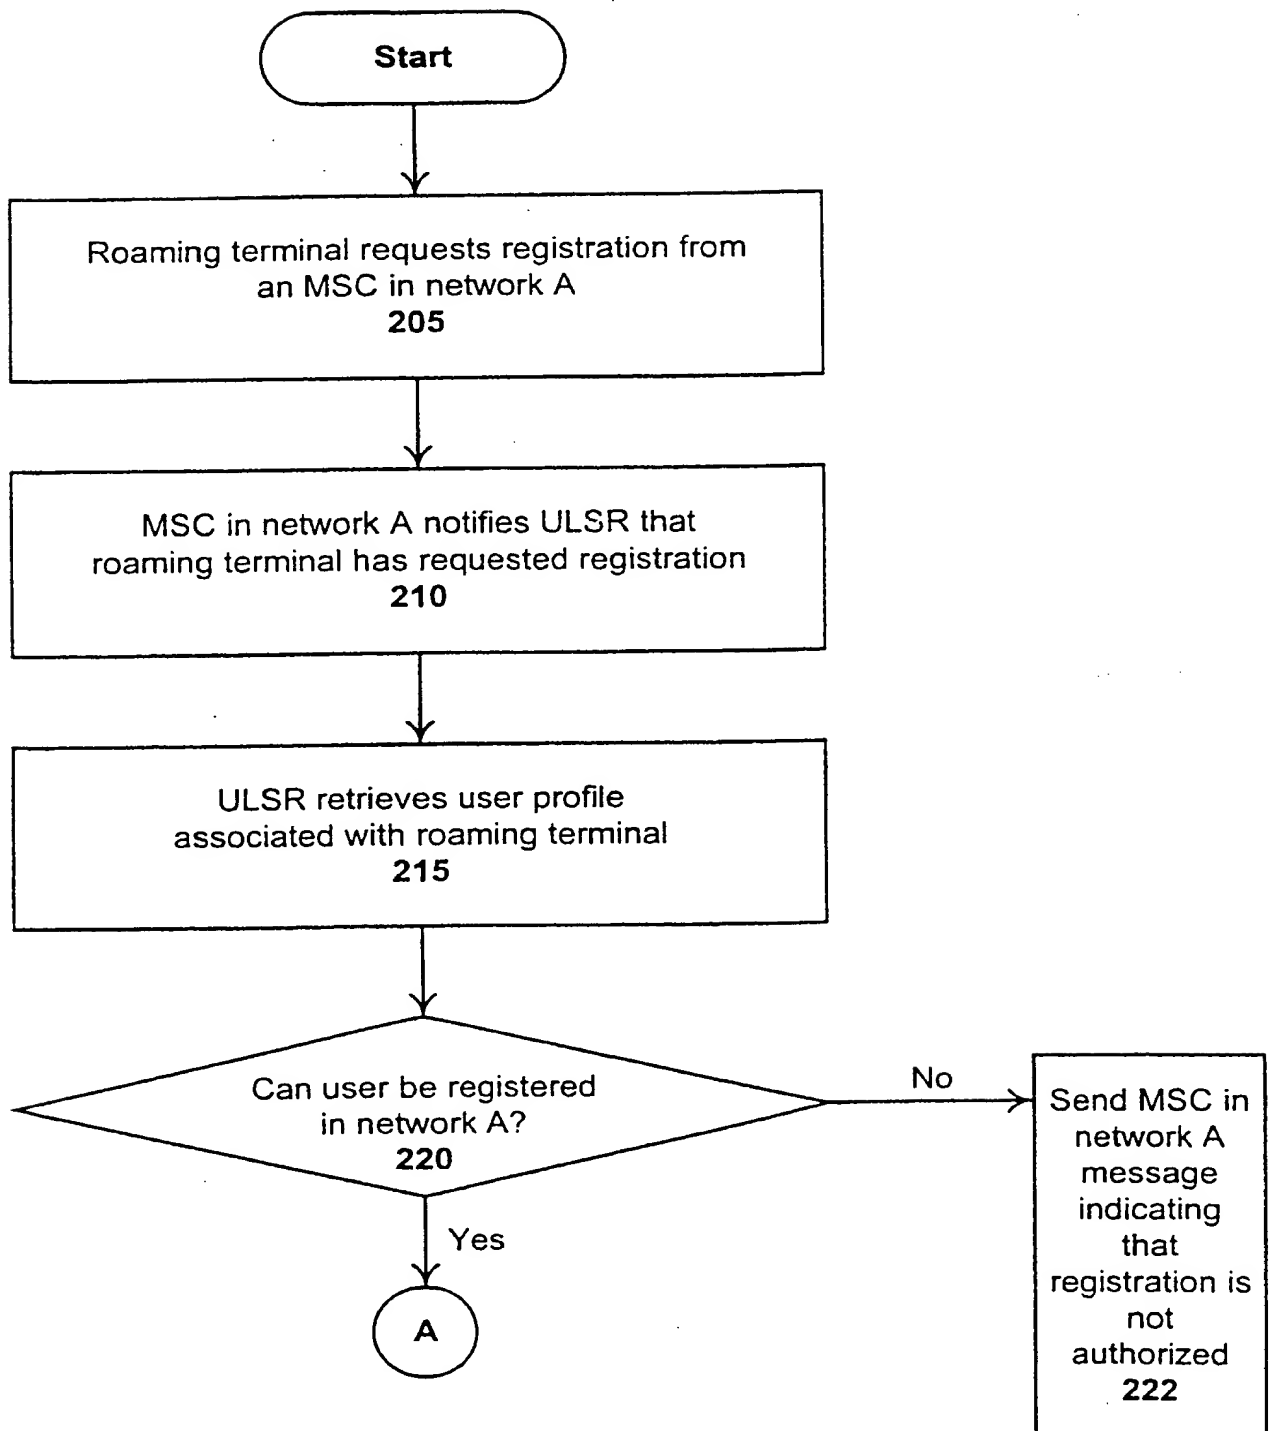 Start
Roaming terminal requests registration from
an MSC in network A
205
MSC in network A notifies ULSR that
roaming terminal has requested registration
210
ULSR retrieves user profile
associated with roaming terminal
215
Can user be registered
in network A?
220
No
Yes
A
Send MSC in
network A
message
indicating
that
registration is
not
authorized
222